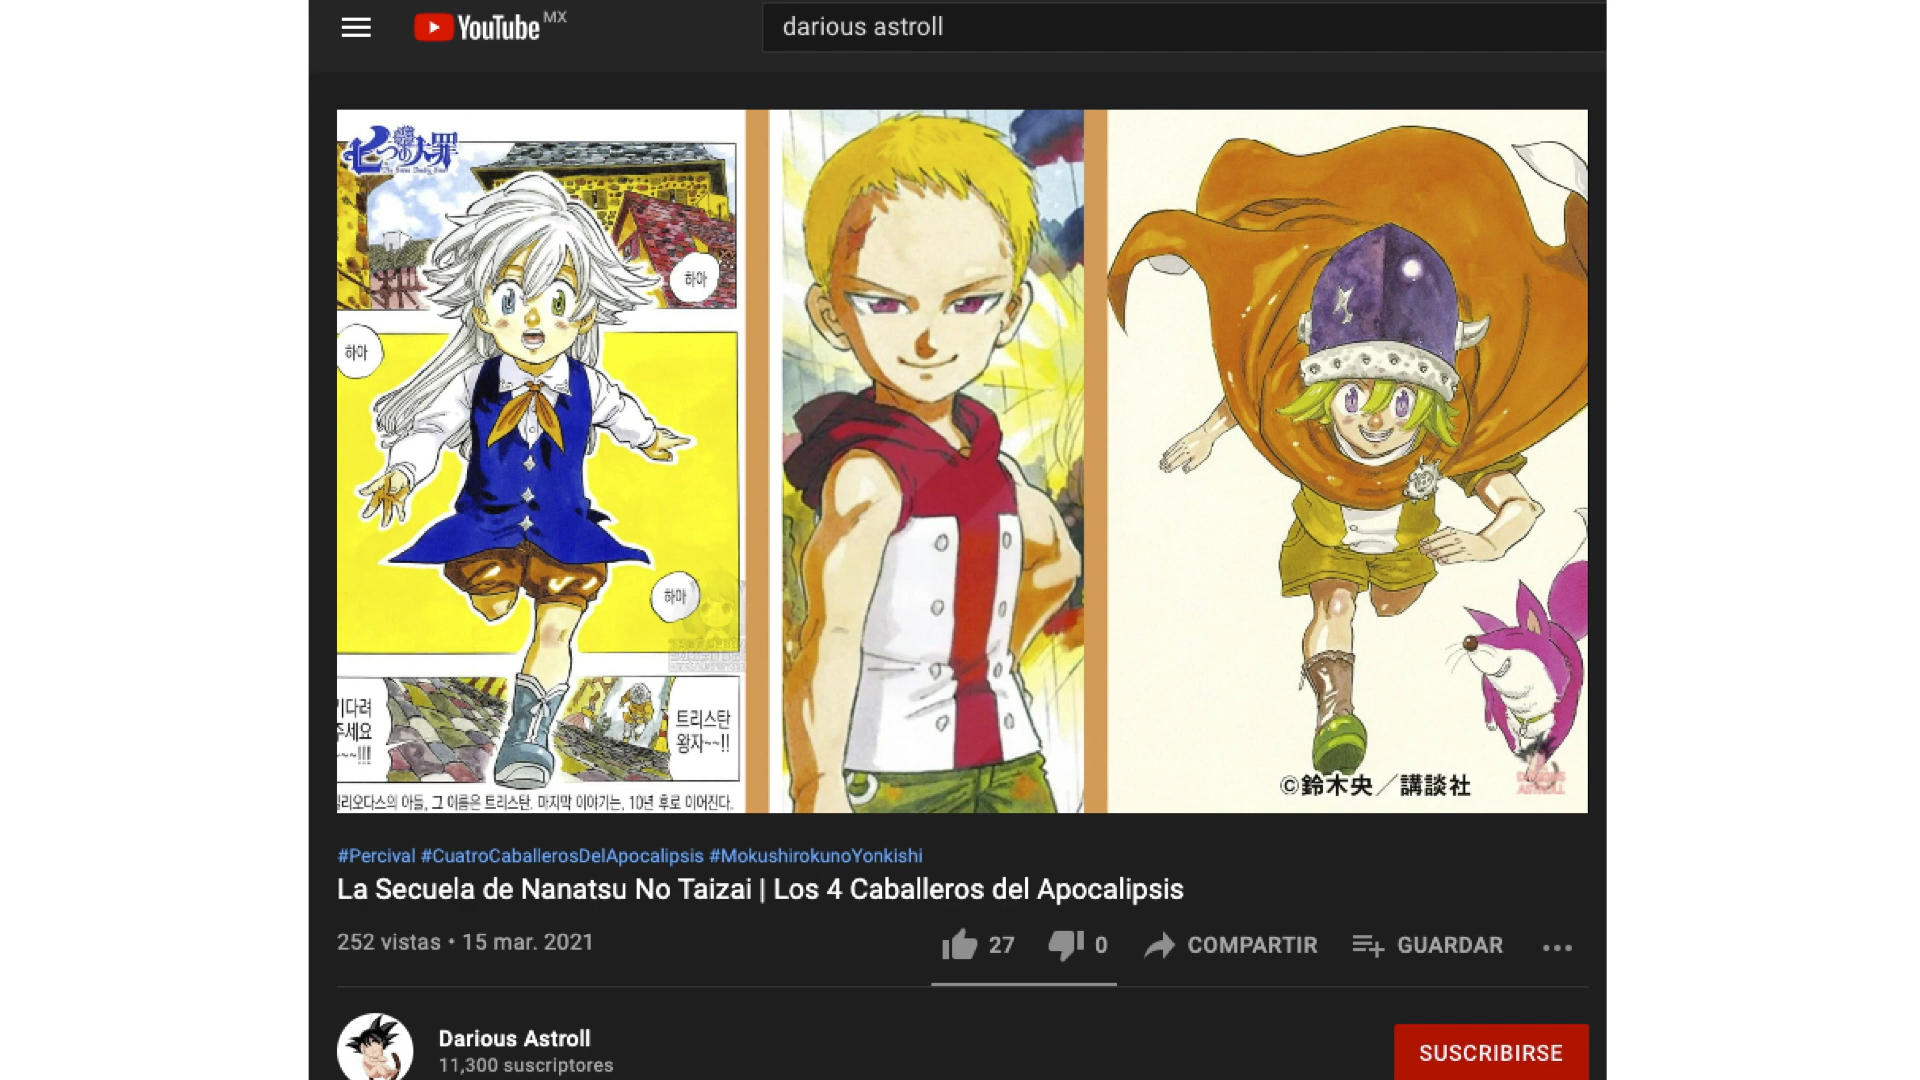 YouTube MX
darious astroll
七つの大罪
하아
하아
하아
기다려
주세요
~~!!!
트리스탄
왕자~~!!
멜리오다스의 아들, 그 이름은 트리스탄. 마지막 이야기는, 10년 후로 이어진다.
©鈴木央／講談社
DARIOUS
ASTROLL
#Percival #CuatroCaballerosDelApocalipsis #MokushirokunoYonkishi
La Secuela de Nanatsu No Taizai | Los 4 Caballeros del Apocalipsis
252 vistas • 15 mar. 2021
27 0 COMPARTIR GUARDAR
Darious Astroll
11,300 suscriptores
SUSCRIBIRSE